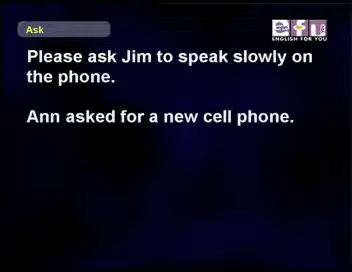 Ask
ENGLISH FOR YOU
Please ask Jim to speak slowly on
the phone.
Ann asked for a new cell phone.